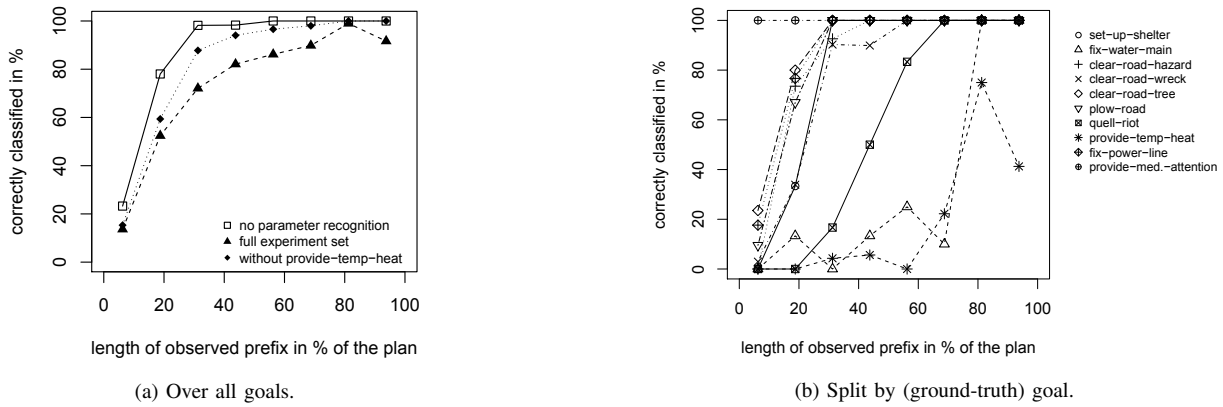 correctly classified in %
100
80
60
40
20
0
no parameter recognition
full experiment set
without provide-temp-heat
0 20 40 60 80 100
length of observed prefix in % of the plan
(a) Over all goals.
correctly classified in %
100
80
60
40
20
0
0 20 40 60 80 100
length of observed prefix in % of the plan
set-up-shelter
fix-water-main
clear-road-hazard
clear-road-wreck
clear-road-tree
plow-road
quell-riot
provide-temp-heat
fix-power-line
provide-med.-attention
(b) Split by (ground-truth) goal.